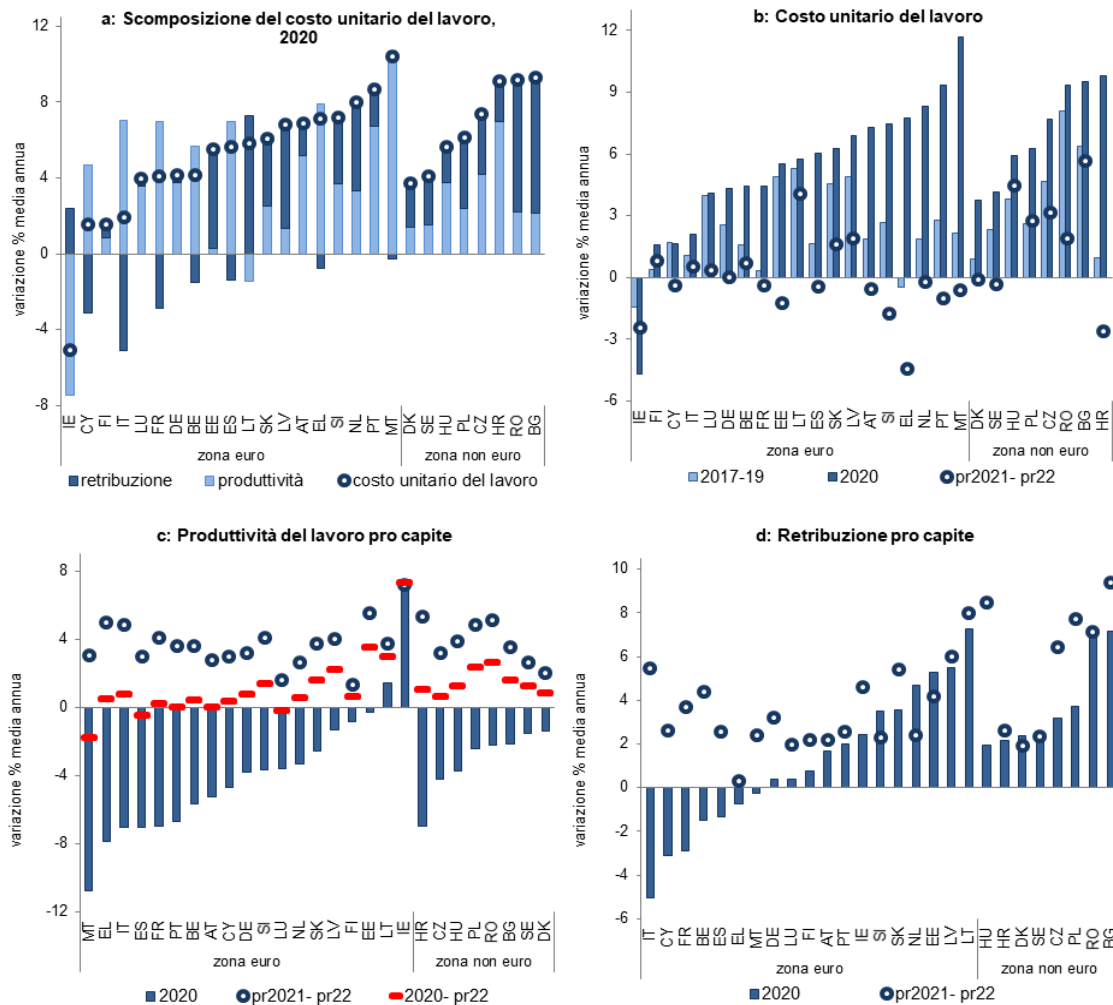 a: Scomposizione del costo unitario del lavoro,
2020
variazione % media annua
12
8
4
0
-4
-8
IE CY FI IT LU FR DE BE EE ES LT SK LV AT EL SI NL PT MT DK SE HU PL CZ HR RO BG
zona euro zona non euro
retribuzione produttività costo unitario del lavoro
b: Costo unitario del lavoro
variazione % media annua
12
9
6
3
0
-3
-6
IE FI CY IT LU DE BE FR EE LT ES SK LV AT SI EL NL PT MT DK SE HU PL CZ RO BG HR
zona euro zona non euro
2017-19 2020 pr2021- pr22
c: Produttività del lavoro pro capite
variazione % media annua
8
4
0
-4
-8
-12
MT EL IT ES FR PT BE AT CY DE SI LU NL SK LV FI EE LT IE HR CZ HU PL RO BG SE DK
zona euro zona non euro
2020 pr2021- pr22 2020- pr22
d: Retribuzione pro capite
variazione % media annua
10
8
6
4
2
0
-2
-4
-6
IT CY FR BE ES EL MT DE LU FI AT PT IE SI SK NL EE LV LT HU HR DK SE CZ PL RO BG
zona euro zona non euro
2020 pr2021- pr22